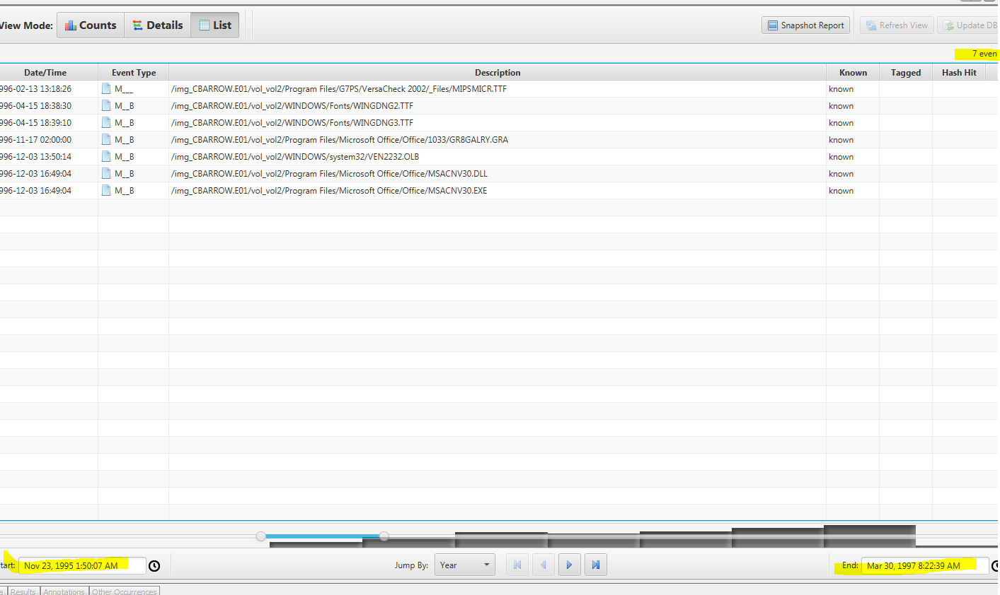 View Mode: Counts Details List Snapshot Report Refresh View Update DB
7 even
Date/Time Event Type Description Known Tagged Hash Hit
996-02-13 13:18:26 M___ /img_CBARROW.E01/vol_vol2/Program Files/G7PS/VersaCheck 2002/_Files/MIPSMICR.TTF known
996-04-15 18:38:30 M__B /img_CBARROW.E01/vol_vol2/WINDOWS/Fonts/WINGDNG2.TTF known
996-04-15 18:39:10 M__B /img_CBARROW.E01/vol_vol2/WINDOWS/Fonts/WINGDNG3.TTF known
996-11-17 02:00:00 M__B /img_CBARROW.E01/vol_vol2/Program Files/Microsoft Office/Office/1033/GR8GALRY.GRA known
996-12-03 13:50:14 M__B /img_CBARROW.E01/vol_vol2/WINDOWS/system32/VEN2232.OLB known
996-12-03 16:49:04 M__B /img_CBARROW.E01/vol_vol2/Program Files/Microsoft Office/Office/MSACNV30.DLL known
996-12-03 16:49:04 M__B /img_CBARROW.E01/vol_vol2/Program Files/Microsoft Office/Office/MSACNV30.EXE known
tart: Nov 23, 1995 1:50:07 AM Jump By: Year End: Mar 30, 1997 8:22:39 AM
a Results Annotations Other Occurrences